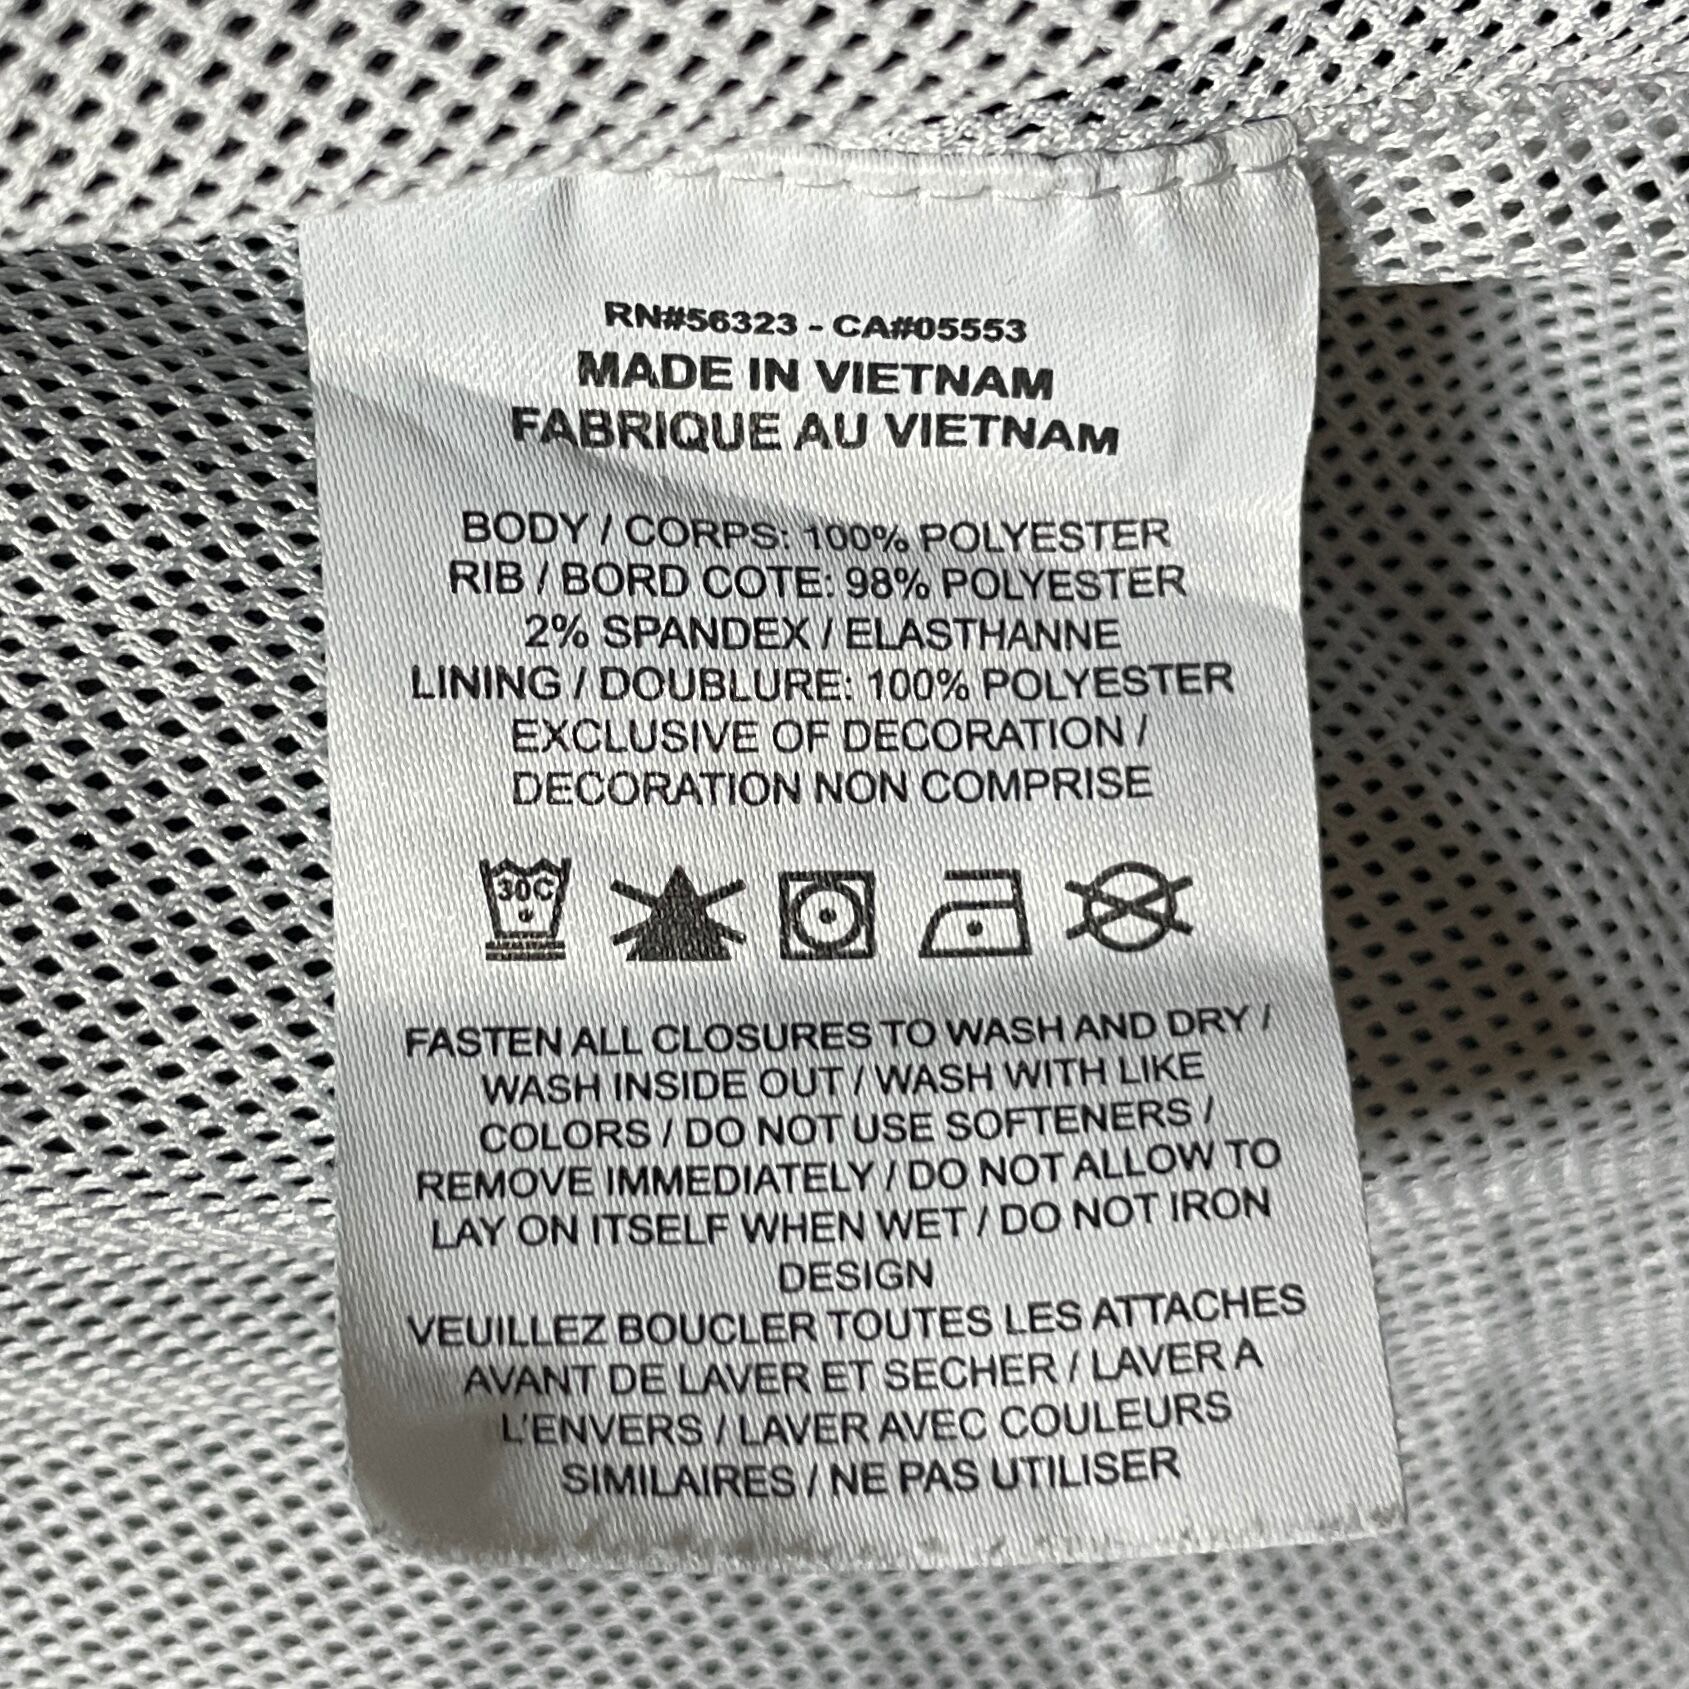 RN#56323 - CA#05553
MADE IN VIETNAM
FABRIQUE AU VIETNAM
BODY / CORPS: 100% POLYESTER
RIB / BORD COTE: 98% POLYESTER
2% SPANDEX / ELASTHANNE
LINING / DOUBLURE: 100% POLYESTER
EXCLUSIVE OF DECORATION /
DECORATION NON COMPRISE
30C
FASTEN ALL CLOSURES TO WASH AND DRY /
WASH INSIDE OUT / WASH WITH LIKE
COLORS / DO NOT USE SOFTENERS /
REMOVE IMMEDIATELY / DO NOT ALLOW TO
LAY ON ITSELF WHEN WET / DO NOT IRON
DESIGN
VEUILLEZ BOUCLER TOUTES LES ATTACHES
AVANT DE LAVER ET SECHER / LAVER A
L'ENVERS / LAVER AVEC COULEURS
SIMILAIRES / NE PAS UTILISER